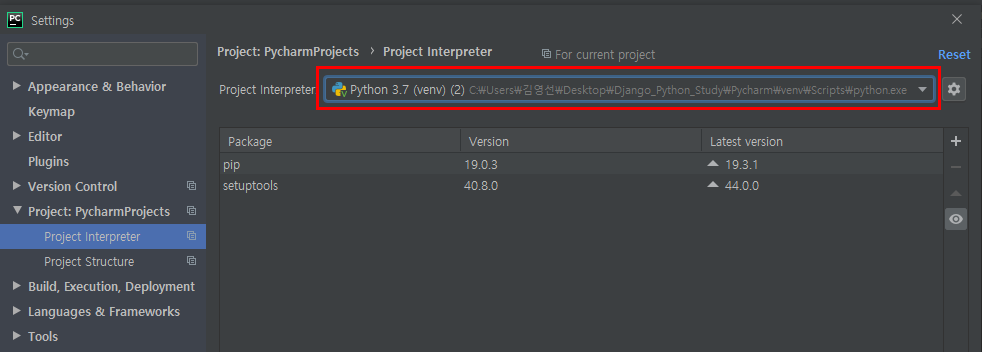 PC Settings
Project: PycharmProjects › Project Interpreter For current project Reset
Project Interpreter Python 3.7 (venv) (2) C:₩Users₩김영선₩Desktop₩Django_Python_Study₩Pycharm₩venv₩Scripts₩python.exe
Appearance & Behavior
Keymap
Editor
Plugins
Version Control
Project: PycharmProjects
Project Interpreter
Project Structure
Build, Execution, Deployment
Languages & Frameworks
Tools
Package Version Latest version
pip 19.0.3 19.3.1
setuptools 40.8.0 44.0.0